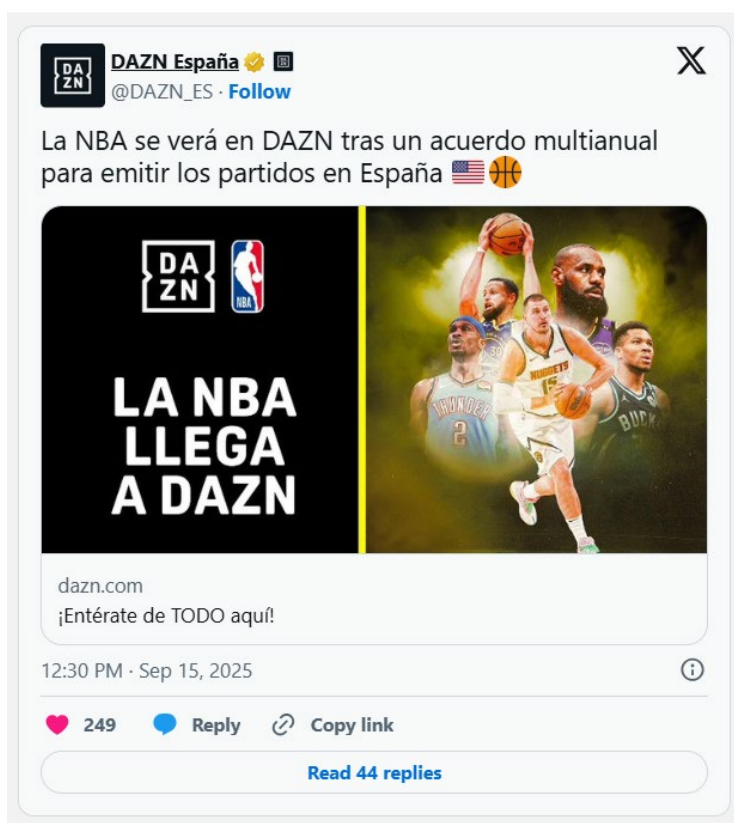 DAZN España
@DAZN_ES · Follow
La NBA se verá en DAZN tras un acuerdo multianual
para emitir los partidos en España 🇺🇸🏀
DA
ZN
NBA
LA NBA
LLEGA
A DAZN
30
NUGGETS
15
THUNDER
2
BUCK
dazn.com
¡Entérate de TODO aquí!
12:30 PM · Sep 15, 2025
249 Reply Copy link
Read 44 replies